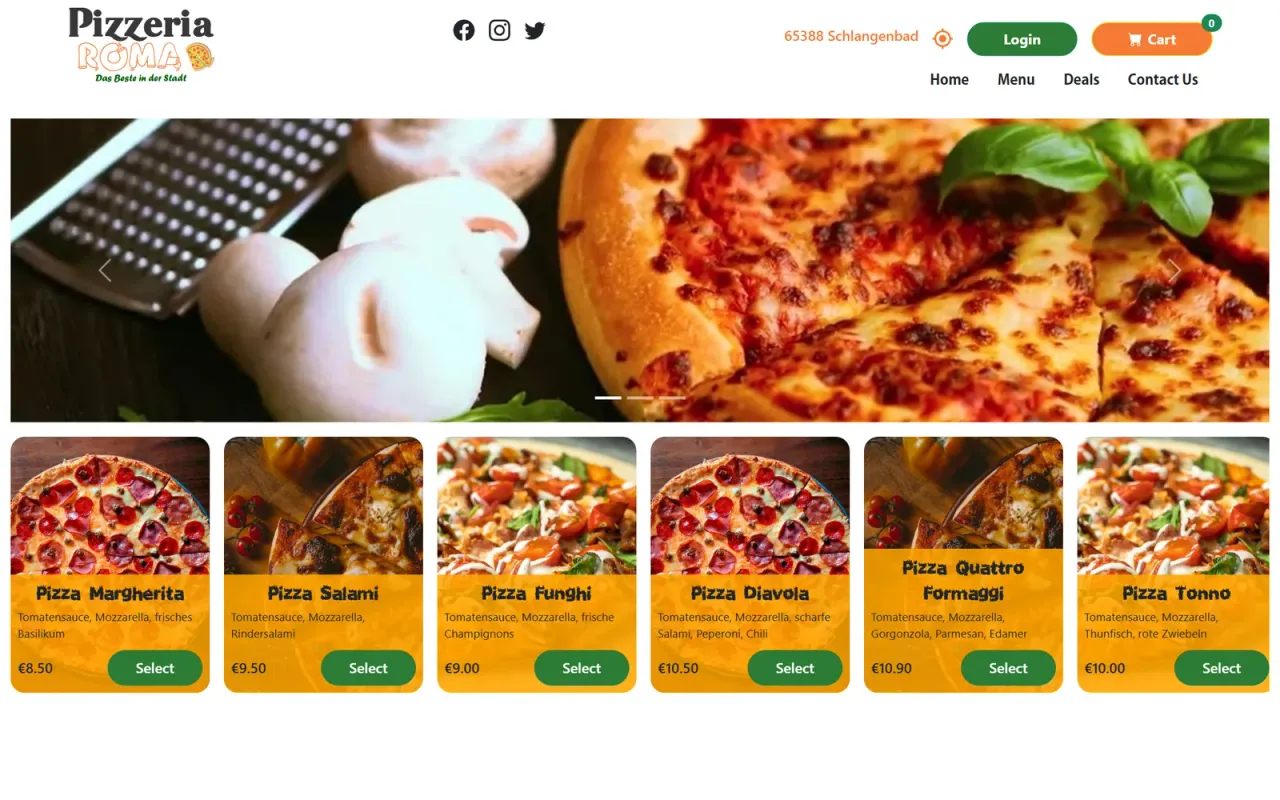 Pizzeria
ROMA
Das Beste in der Stadt
65388 Schlangenbad
Login
Cart
0
Home
Menu
Deals
Contact Us
Pizza Margherita
Tomatensauce, Mozzarella, frisches
Basilikum
€8.50
Select
Pizza Salami
Tomatensauce, Mozzarella,
Rindersalami
€9.50
Select
Pizza Funghi
Tomatensauce, Mozzarella, frische
Champignons
€9.00
Select
Pizza Diavola
Tomatensauce, Mozzarella, scharfe
Salami, Peperoni, Chili
€10.50
Select
Pizza Quattro
Formaggi
Tomatensauce, Mozzarella,
Gorgonzola, Parmesan, Edamer
€10.90
Select
Pizza Tonno
Tomatensauce, Mozzarella,
Thunfisch, rote Zwiebeln
€10.00
Select